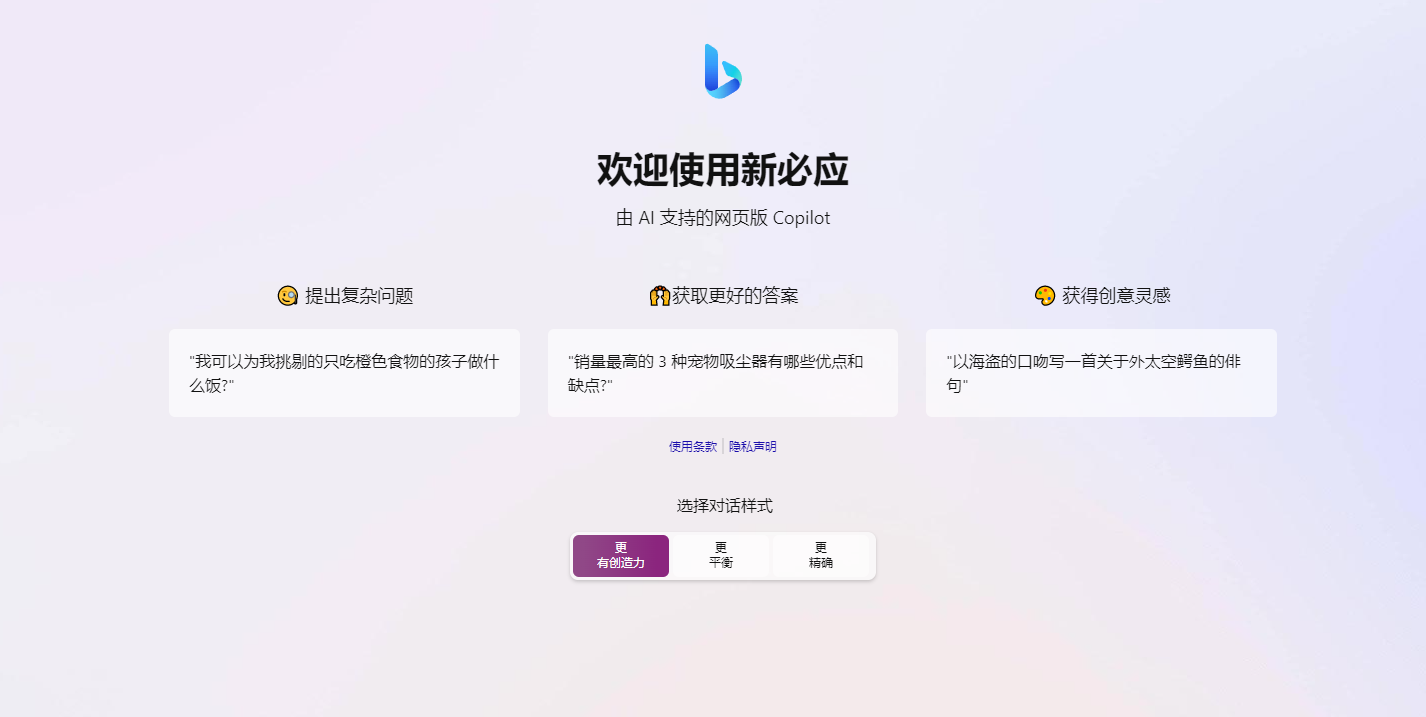 欢迎使用新必应
由 AI 支持的网页版 Copilot
提出复杂问题
"我可以为我挑剔的只吃橙色食物的孩子做什
么饭?"
获取更好的答案
"销量最高的 3 种宠物吸尘器有哪些优点和
缺点?"
获得创意灵感
"以海盗的口吻写一首关于外太空鳄鱼的俳
句"
使用条款 | 隐私声明
选择对话样式
更
有创造力
更
平衡
更
精确